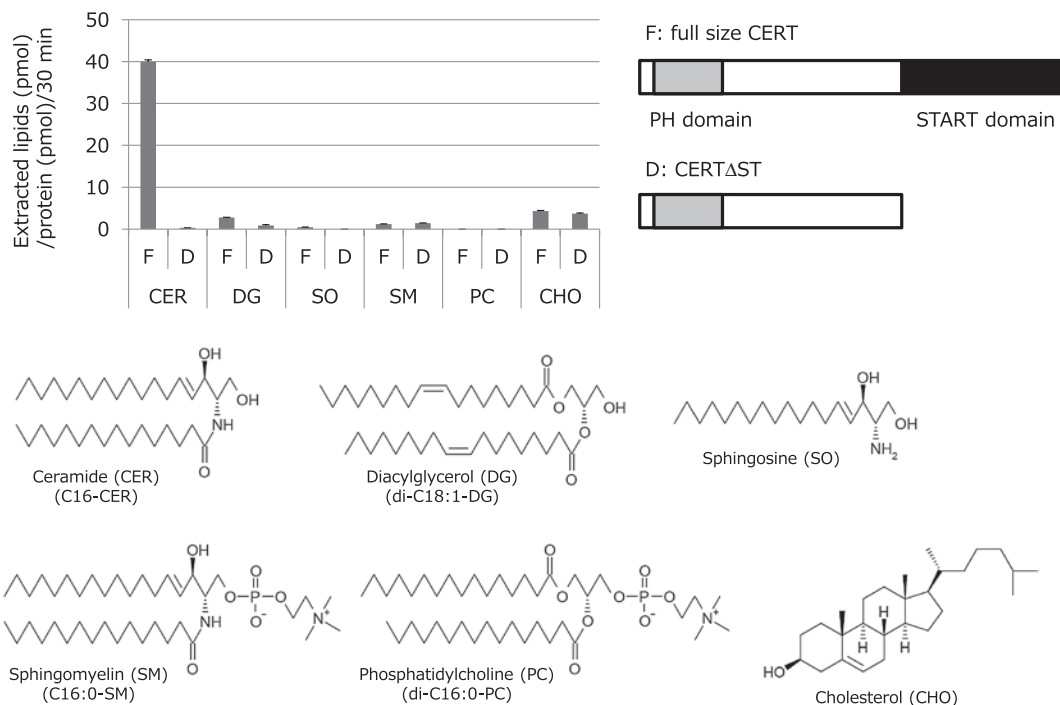 Extracted lipids (pmol)
/protein (pmol)/30 min
50
40
30
20
10
0
F D F D F D F D F D F D
CER DG SO SM PC CHO
F: full size CERT
PH domain START domain
D: CERTΔST
OH
OH
NH
O
Ceramide (CER)
(C16-CER)
O
O
OH
O
O
Diacylglycerol (DG)
(di-C18:1-DG)
OH
OH
NH2
Sphingosine (SO)
OH
O
O
P
O
O-
N+
NH
O
Sphingomyelin (SM)
(C16:0-SM)
O
O
O
O
P
O
O-
N+
O
O
Phosphatidylcholine (PC)
(di-C16:0-PC)
H
H
H
HO
Cholesterol (CHO)